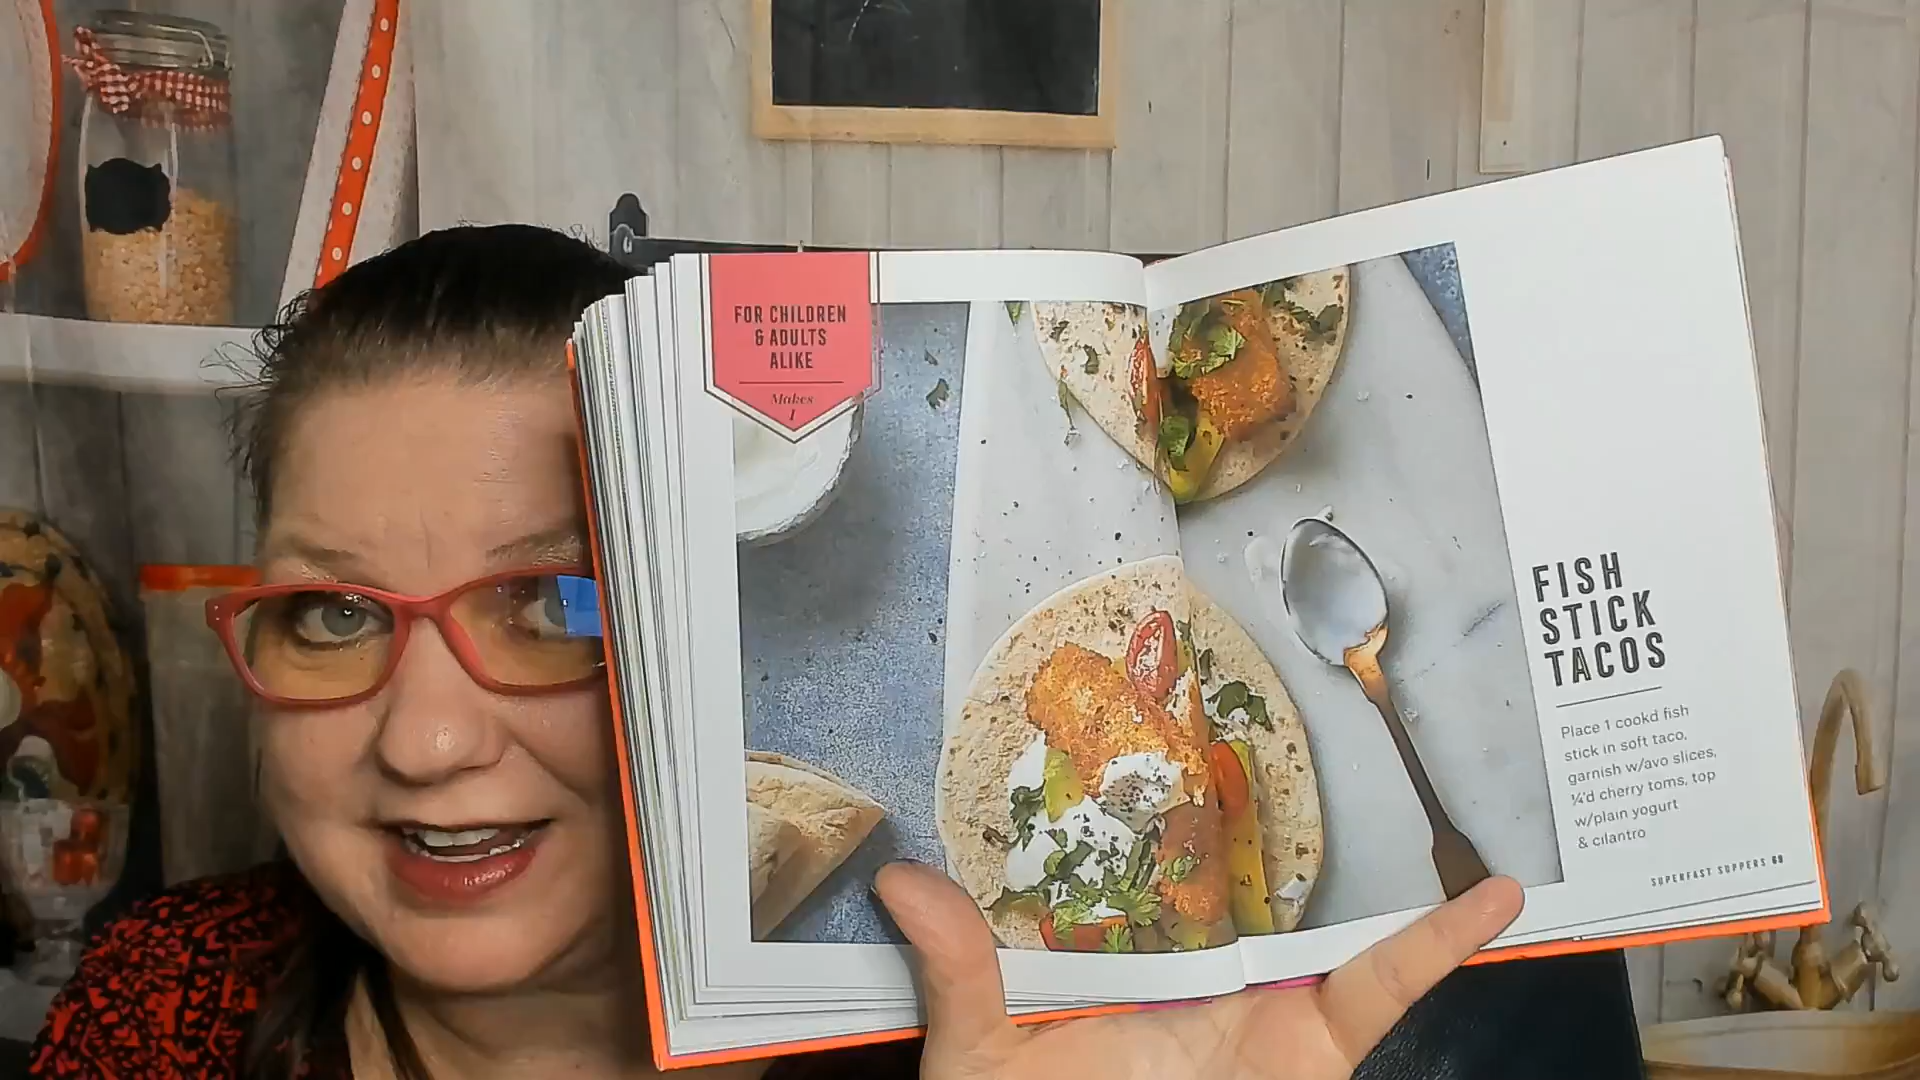 FOR CHILDREN
& ADULTS
ALIKE
Makes
1
FISH
STICK
TACOS
Place 1 cookd fish
stick in soft taco,
garnish w/avo slices,
¼'d cherry toms, top
w/plain yogurt
& cilantro
SUPERFAST SUPPERS 69